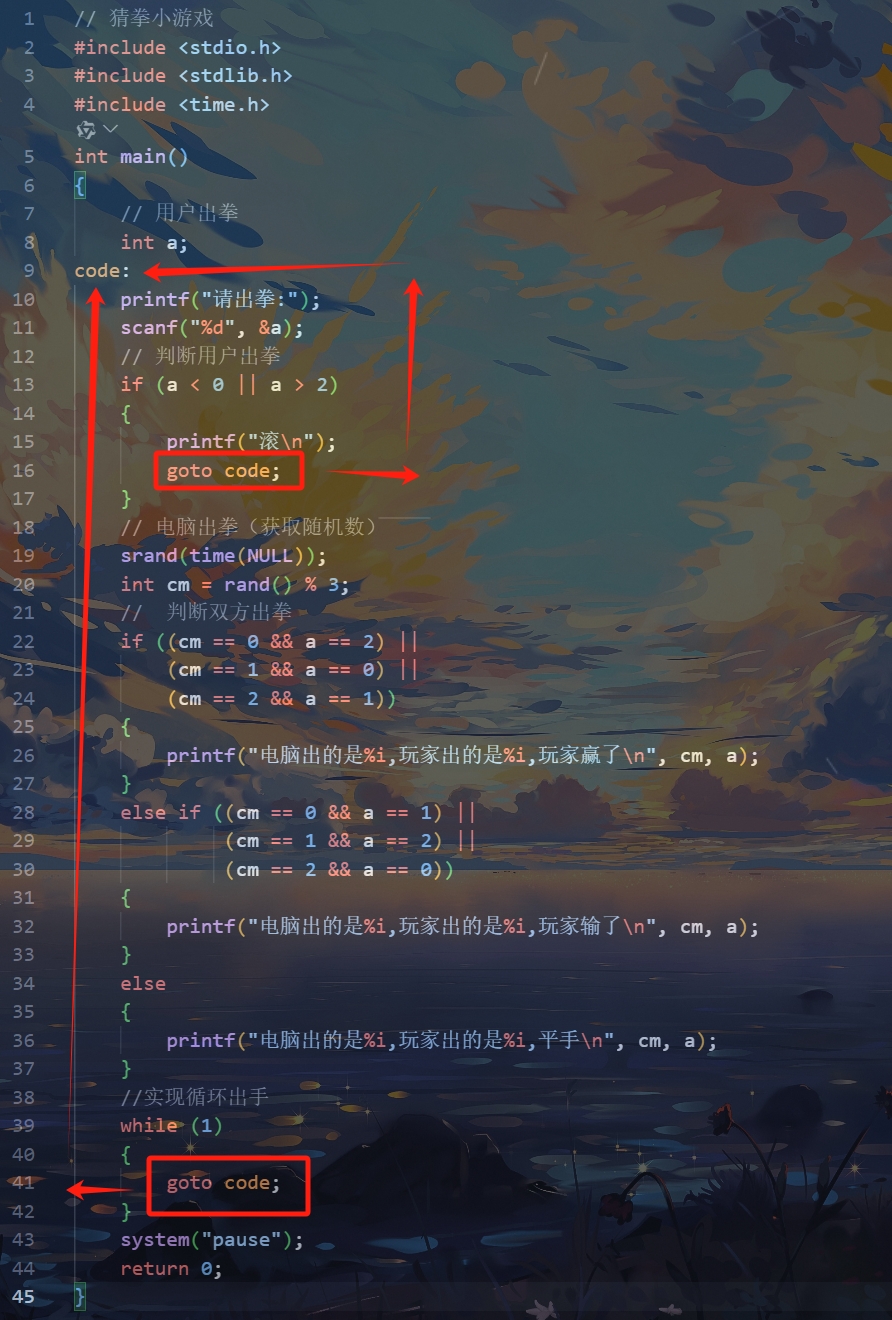 1 // 猜拳小游戏
2 #include <stdio.h>
3 #include <stdlib.h>
4 #include <time.h>
5 int main()
6 {
7 // 用户出拳
8 int a;
9 code:
10 printf("请出拳:");
11 scanf("%d", &a);
12 // 判断用户出拳
13 if (a < 0 || a > 2)
14 {
15 printf("滚\n");
16 goto code;
17 }
18 // 电脑出拳（获取随机数）
19 srand(time(NULL));
20 int cm = rand() % 3;
21 //  判断双方出拳
22 if ((cm == 0 && a == 2) ||
23 (cm == 1 && a == 0) ||
24 (cm == 2 && a == 1))
25 {
26 printf("电脑出的是%i,玩家出的是%i,玩家赢了\n", cm, a);
27 }
28 else if ((cm == 0 && a == 1) ||
29 (cm == 1 && a == 2) ||
30 (cm == 2 && a == 0))
31 {
32 printf("电脑出的是%i,玩家出的是%i,玩家输了\n", cm, a);
33 }
34 else
35 {
36 printf("电脑出的是%i,玩家出的是%i,平手\n", cm, a);
37 }
38 //实现循环出手
39 while (1)
40 {
41 goto code;
42 }
43 system("pause");
44 return 0;
45 }